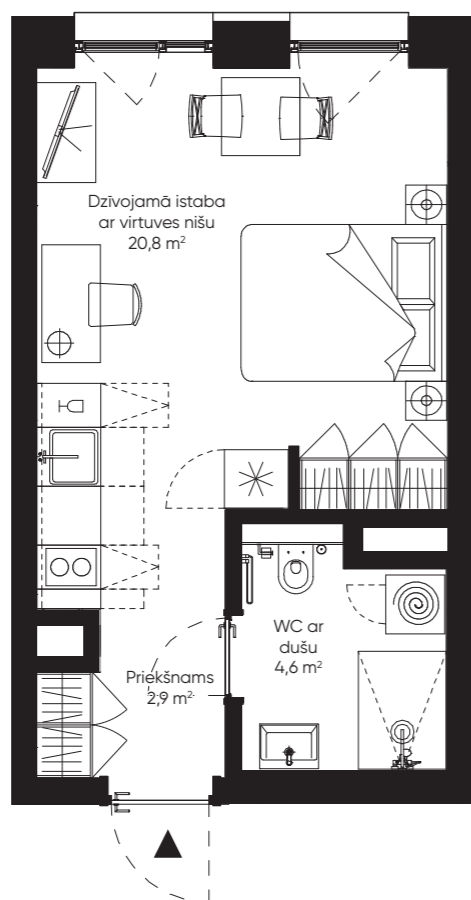 Dzīvojamā istaba
ar virtuves nišu
20,8 m²
WC ar
dušu
4,6 m²
Priekšnams
2,9 m²